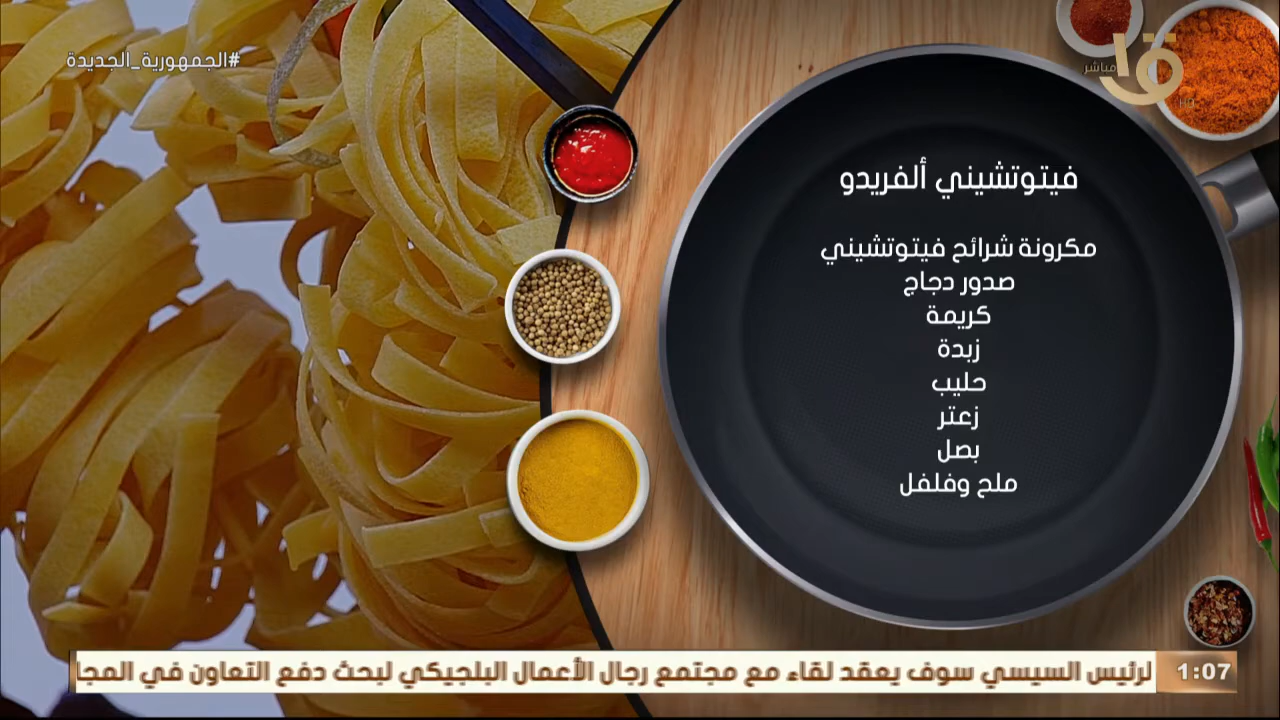 #الجمهورية_الجديدة
مباشر
HD
فيتوتشيني ألفريدو
مكرونة شرائح فيتوتشيني
صدور دجاج
كريمة
زبدة
حليب
زعتر
بصل
ملح وفلفل
1:07
لرئيس السيسي سوف يعقد لقاء مع مجتمع رجال الأعمال البلجيكي لبحث دفع التعاون في المجا